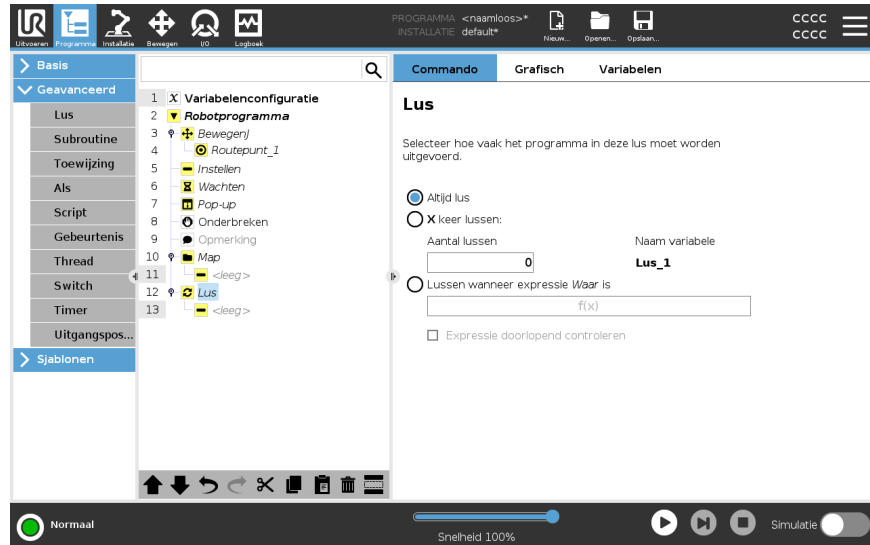 UR
PROGRAMMA <naamloos>*
INSTALLATIE default*
Uitvoeren Programma Installatie Bewegen I/O Logboek
Nieuw... Openen... Opslaan...
CCCC
CCCC
Basis
Geavanceerd
Lus
Subroutine
Toewijzing
Als
Script
Gebeurtenis
Thread
Switch
Timer
Uitgangspos...
Sjablonen
1 X Variabelenconfiguratie
2 Robotprogramma
3 BewegenJ
4 Routepunt_1
5 Instellen
6 Wachten
7 Pop-up
8 Onderbreken
9 Opmerking
10 Map
11 <leeg>
12 Lus
13 <leeg>
Commando Grafisch Variabelen
Lus
Selecteer hoe vaak het programma in deze lus moet worden
uitgevoerd.
Altijd lus
X keer lussen:
Aantal lussen Naam variabele
0 Lus_1
Lussen wanneer expressie Waar is
f(x)
Expressie doorlopend controleren
Normaal
Snelheid 100%
Simulatie